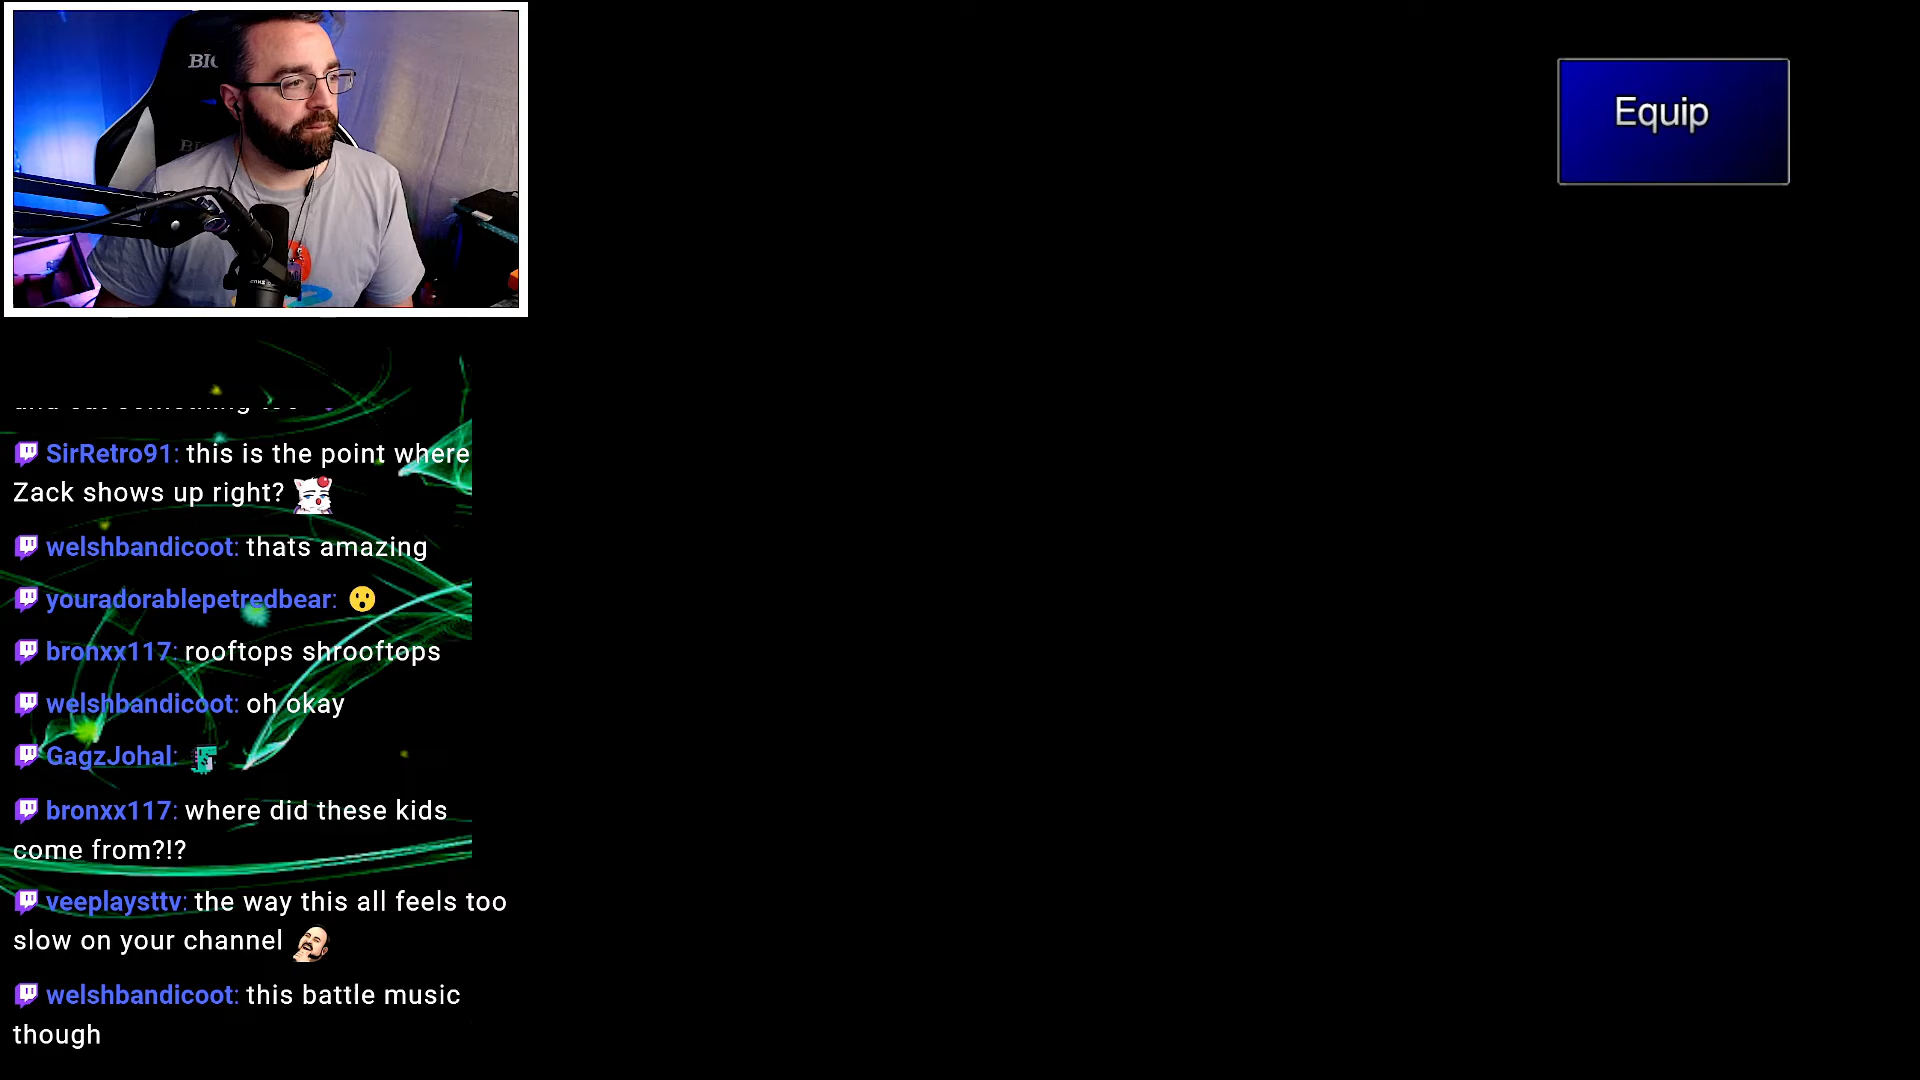 BIG
Equip
SirRetro91: this is the point where
Zack shows up right?
welshbandicoot: thats amazing
youradorablepetredbear: 😮
bronxx117: rooftops shrooftops
welshbandicoot: oh okay
GagzJohal:
bronxx117: where did these kids
come from?!?
veeplaysttv: the way this all feels too
slow on your channel
welshbandicoot: this battle music
though